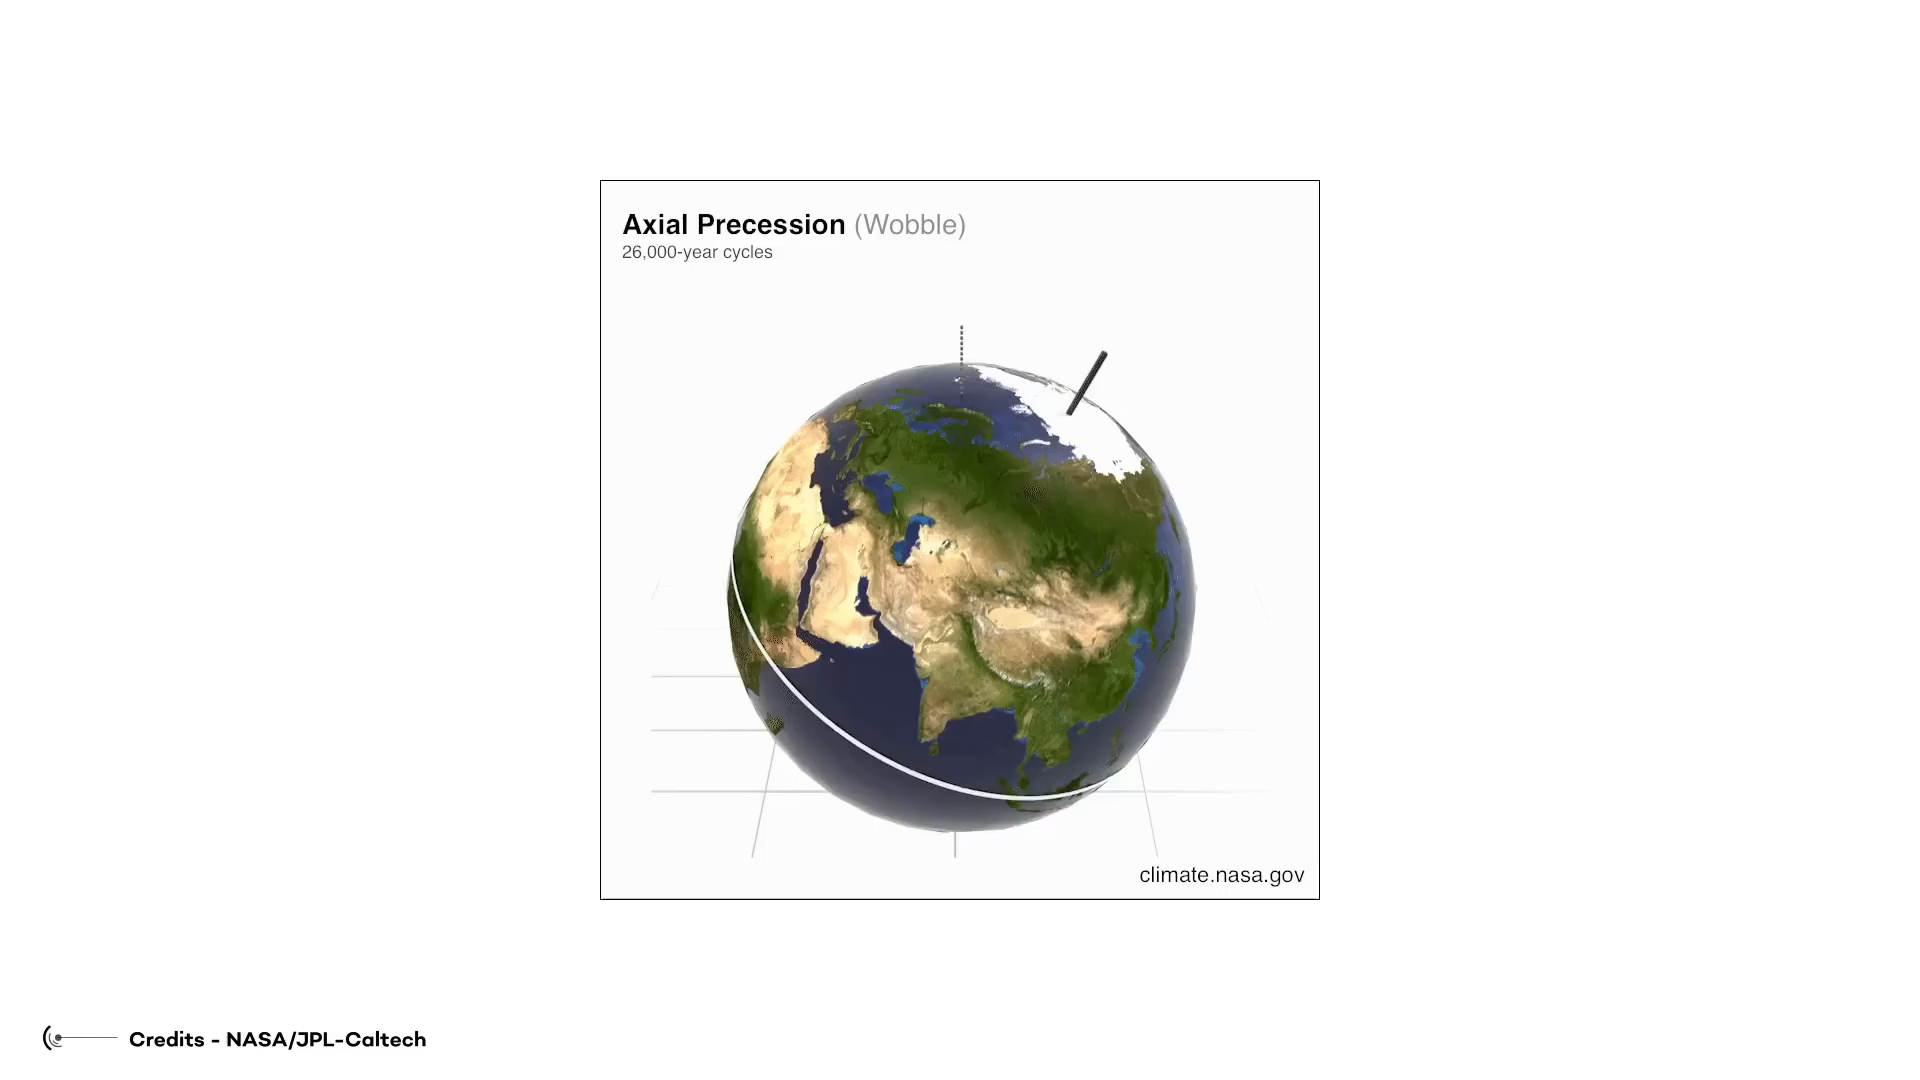 Axial Precession (Wobble)
26,000-year cycles
climate.nasa.gov
Credits - NASA/JPL-Caltech